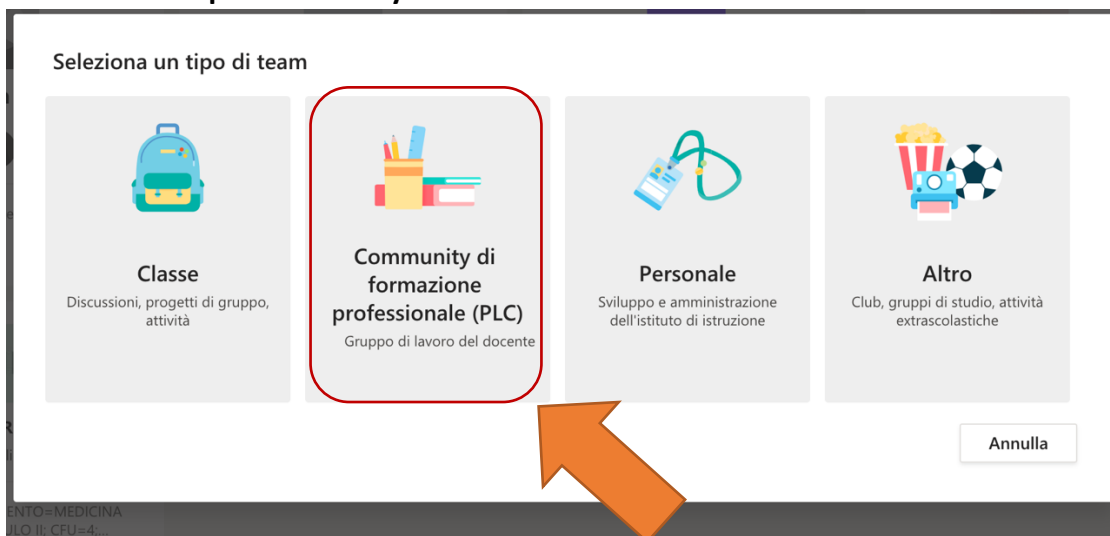 Seleziona un tipo di team
Classe
Discussioni, progetti di gruppo,
attività
Community di
formazione
professionale (PLC)
Gruppo di lavoro del docente
Personale
Sviluppo e amministrazione
dell'istituto di istruzione
Altro
Club, gruppi di studio, attività
extrascolastiche
Annulla
ENTO=MEDICINA
ULO II; CFU=4;...